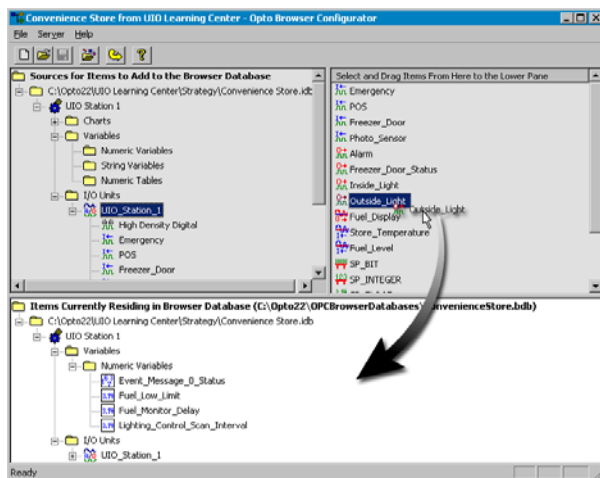 Convenience Store from UIO Learning Center - Opto Browser Configurator
File Server Help
Sources for Items to Add to the Browser Database
C:\Opto22\UIO Learning Center\Strategy\Convenience Store.idb
UIO Station 1
Charts
Variables
Numeric Variables
String Variables
Numeric Tables
I/O Units
UIO_Station_1
High Density Digital
Emergency
POS
Freezer_Door
Select and Drag Items From Here to the Lower Pane
Emergency
POS
Freezer_Door
Photo_Sensor
Alarm
Freezer_Door_Status
Inside_Light
Outside_Light
Outside_Light
Fuel_Display
Store_Temperature
Fuel_Level
SP_BIT
SP_INTEGER
Items Currently Residing in Browser Database (C:\Opto22\OPCBrowserDatabases\ConvenienceStore.bdb)
C:\Opto22\UIO Learning Center\Strategy\Convenience Store.idb
UIO Station 1
Variables
Numeric Variables
Event_Message_0_Status
Fuel_Low_Limit
Fuel_Monitor_Delay
Lighting_Control_Scan_Interval
I/O Units
UIO_Station_1
Ready